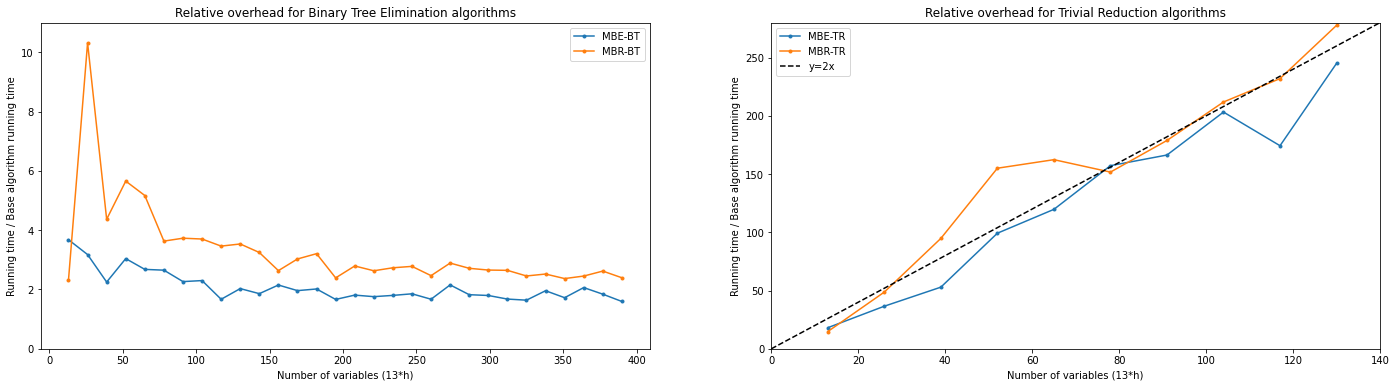 Relative overhead for Binary Tree Elimination algorithms
MBE-BT
MBR-BT
10
8
6
4
2
0
Running time / Base algorithm running time
0 50 100 150 200 250 300 350 400
Number of variables (13*h)
Relative overhead for Trivial Reduction algorithms
MBE-TR
MBR-TR
y=2x
250
200
150
100
50
0
Running time / Base algorithm running time
0 20 40 60 80 100 120 140
Number of variables (13*h)